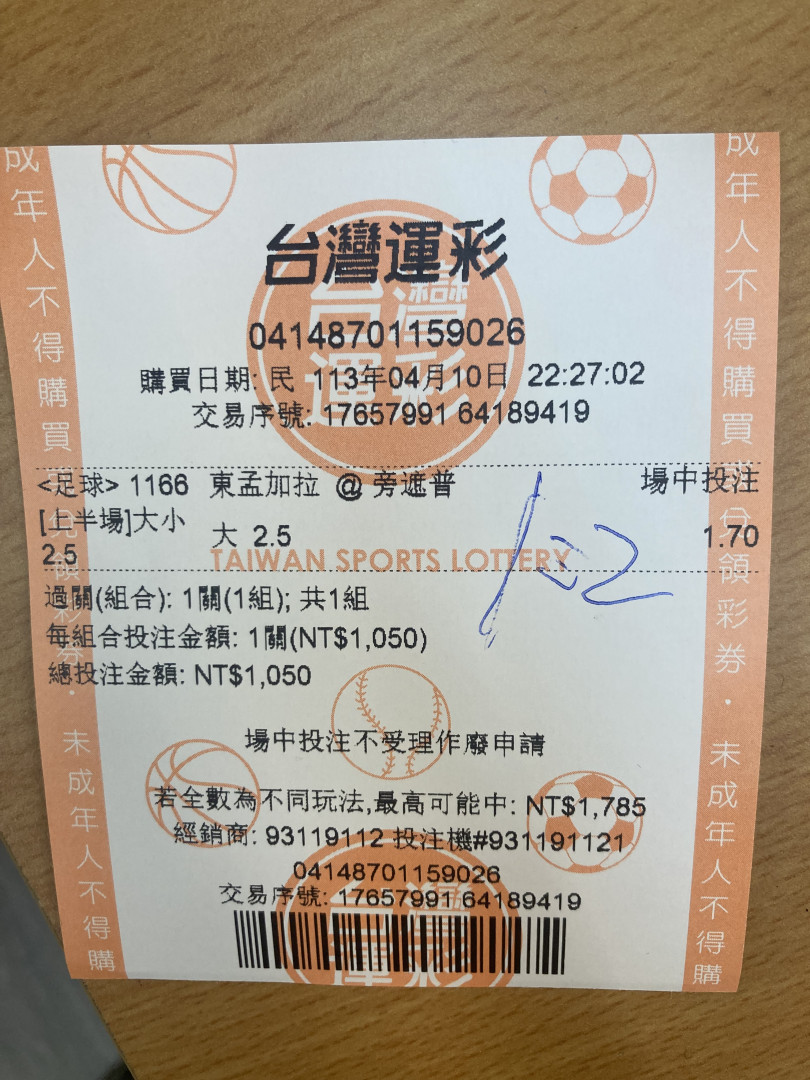 台灣運彩
04148701159026
購買日期: 民 113年04月10日 22:27:02
交易序號: 17657991 64189419
<足球> 1166 東孟加拉 @ 旁遮普 場中投注
[上半場]大小 大 2.5 1.70
2.5
TAIWAN SPORTS LOTTERY
過關(組合): 1關(1組); 共1組
每組合投注金額: 1關(NT$1,050)
總投注金額: NT$1,050
場中投注不受理作廢申請
若全數為不同玩法,最高可能中: NT$1,785
經銷商: 93119112 投注機#931191121
04148701159026
交易序號: 17657991 64189419
成年人不得購買兌領彩券・未成年人不得購
成年人不得購買兌領彩券・未成年人不得購
台灣運彩